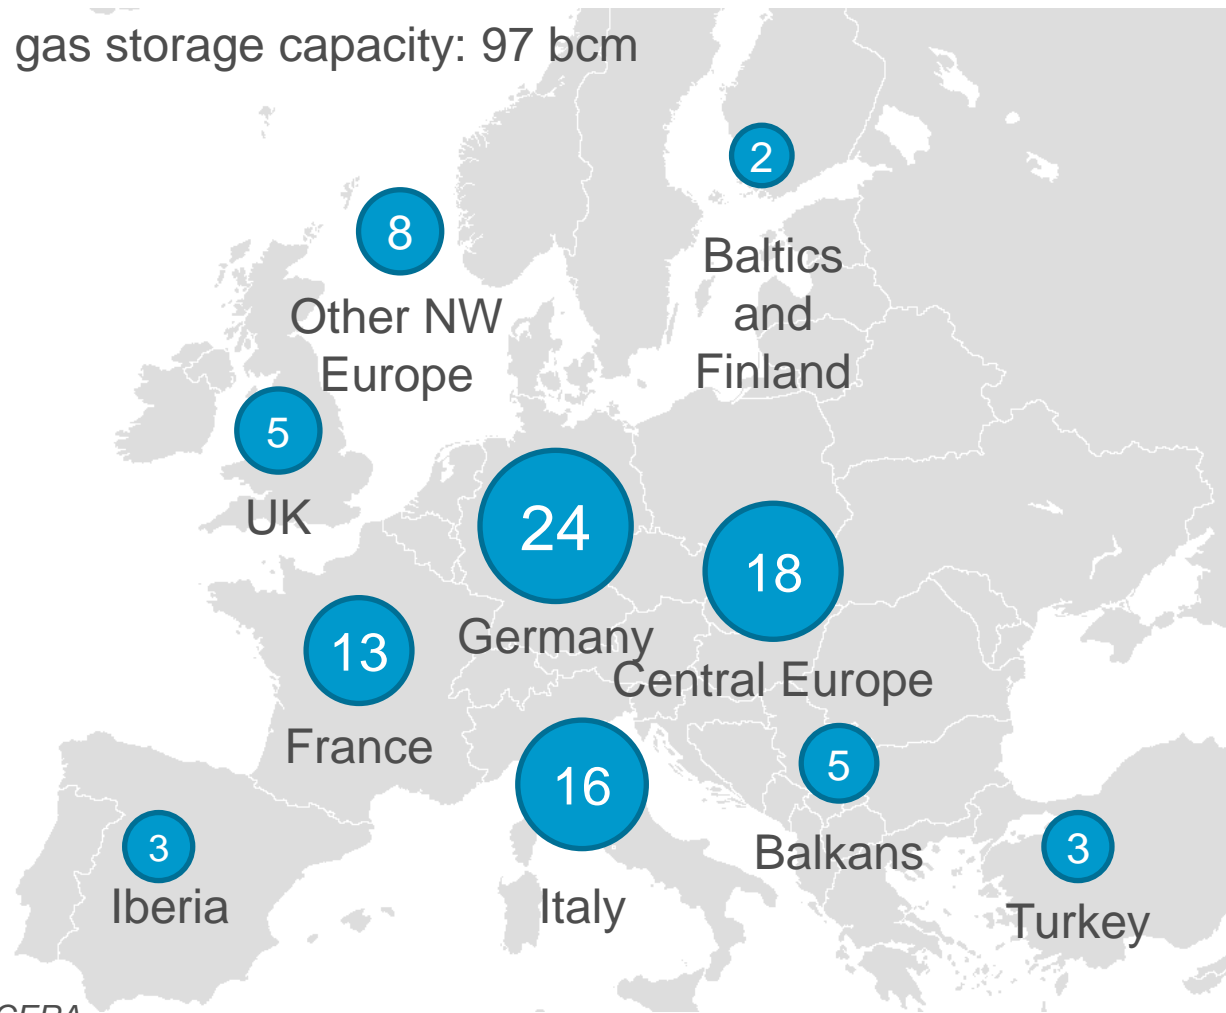 gas storage capacity: 97 bcm
2
Baltics
and
Finland
8
Other NW
Europe
5
UK
24
Germany
18
Central Europe
13
France
16
Italy
5
Balkans
3
Iberia
3
Turkey